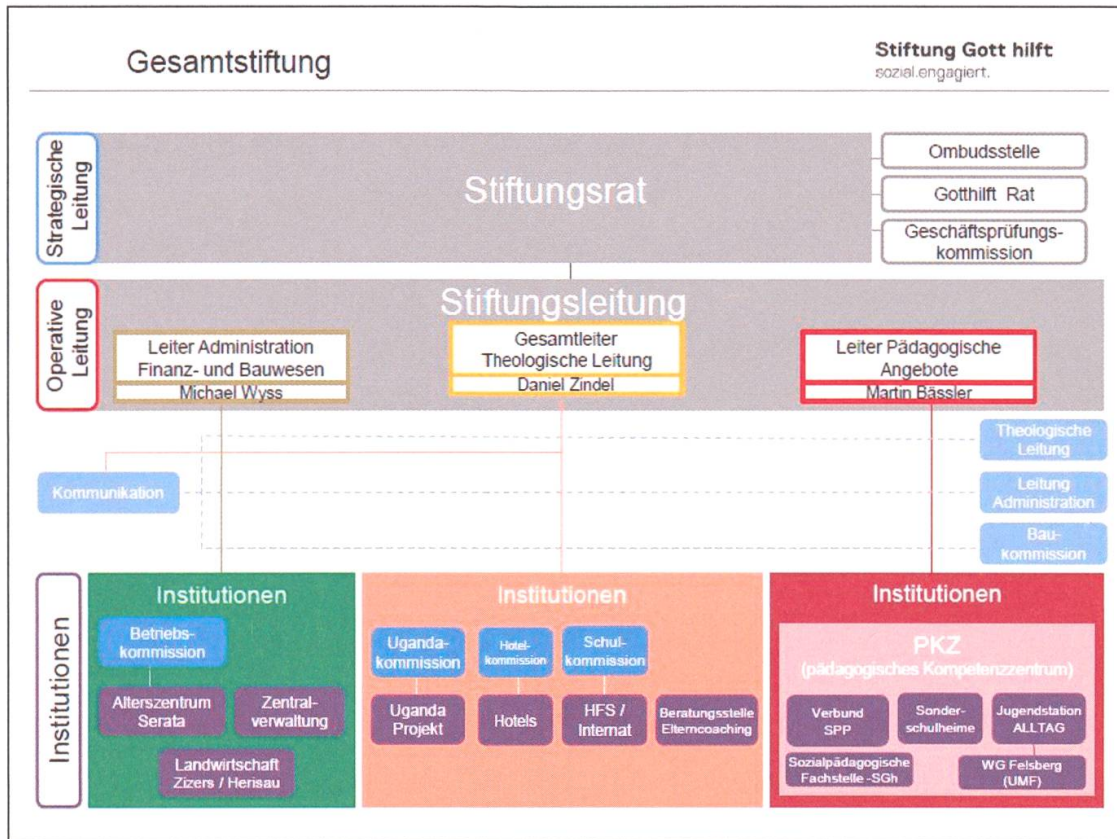 Gesamtstiftung
Stiftung Gott hilft
sozial.engagiert.
Strategische
Leitung
Stiftungsrat
Ombudsstelle
Gotthilft Rat
Geschäftsprüfungs-
kommission
Operative
Leitung
Stiftungsleitung
Leiter Administration
Finanz- und Bauwesen
Michael Wyss
Gesamtleiter
Theologische Leitung
Daniel Zindel
Leiter Pädagogische
Angebote
Martin Bässler
Kommunikation
Theologische
Leitung
Leitung
Administration
Bau-
kommission
Institutionen
Institutionen
Betriebs-
kommission
Alterszentrum
Serata
Zentral-
verwaltung
Landwirtschaft
Zizers / Herisau
Institutionen
Uganda-
kommission
Hotel-
kommission
Schul-
kommission
Uganda
Projekt
Hotels
HFS /
Internat
Beratungsstelle
Elterncoaching
Institutionen
PKZ
(pädagogisches Kompetenzzentrum)
Verbund
SPP
Sonder-
schulheime
Jugendstation
ALLTAG
Sozialpädagogische
Fachstelle -SGh
WG Felsberg
(UMF)